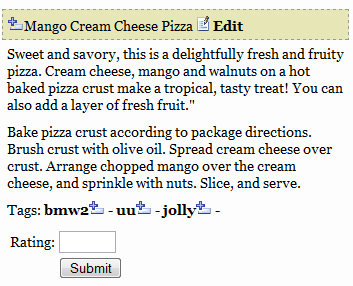 Mango Cream Cheese Pizza Edit
Sweet and savory, this is a delightfully fresh and fruity
pizza. Cream cheese, mango and walnuts on a hot
baked pizza crust make a tropical, tasty treat! You can
also add a layer of fresh fruit."
Bake pizza crust according to package directions.
Brush crust with olive oil. Spread cream cheese over
crust. Arrange chopped mango over the cream
cheese, and sprinkle with nuts. Slice, and serve.
Tags: bmw2 - uu - jolly -
Rating:
Submit